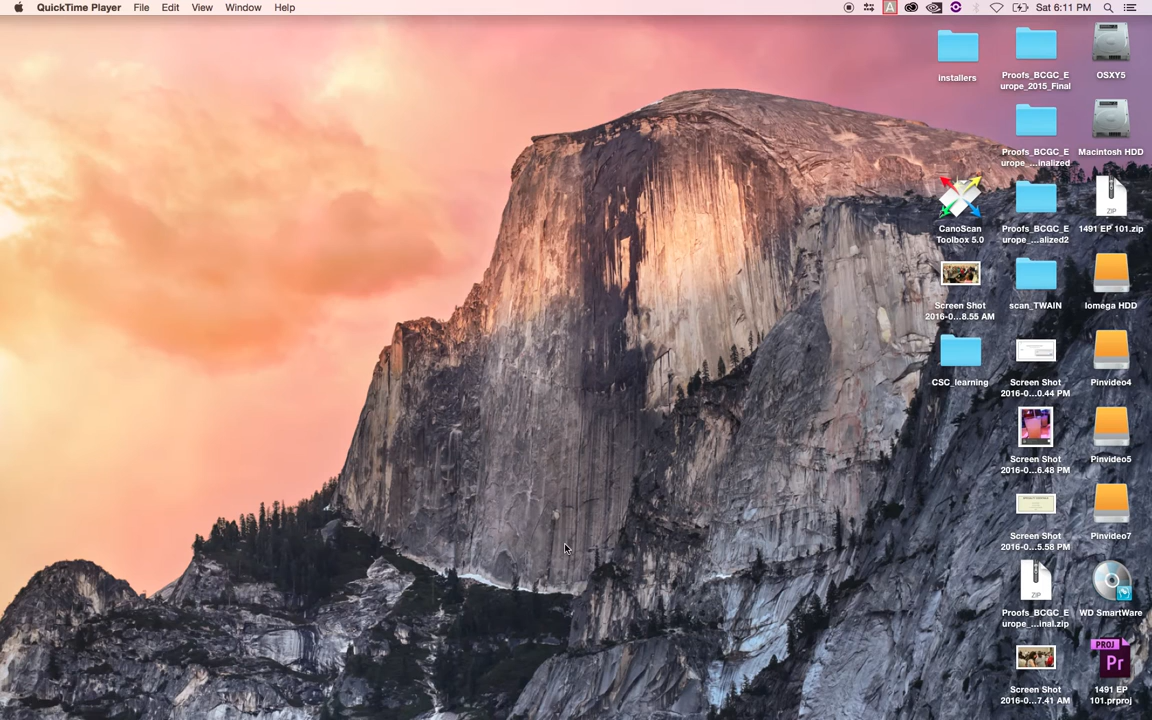 QuickTime Player File Edit View Window Help
A Sat 6:11 PM
installers
Proofs_BCGC_E
urope_2015_Final
OSXY5
Proofs_BCGC_E
urope_...inalized
Macintosh HDD
CanoScan
Toolbox 5.0
Proofs_BCGC_E
urope_...alized2
ZIP
1491 EP 101.zip
Screen Shot
2016-0...8.55 AM
scan_TWAIN
Iomega HDD
CSC_learning
Screen Shot
2016-0...0.44 PM
Pinvideo4
Screen Shot
2016-0...6.48 PM
Pinvideo5
Screen Shot
2016-0...5.58 PM
Pinvideo7
ZIP
Proofs_BCGC_E
urope_...inal.zip
WD SmartWare
Screen Shot
2016-0...7.41 AM
PROJ
Pr
1491 EP
101.prproj